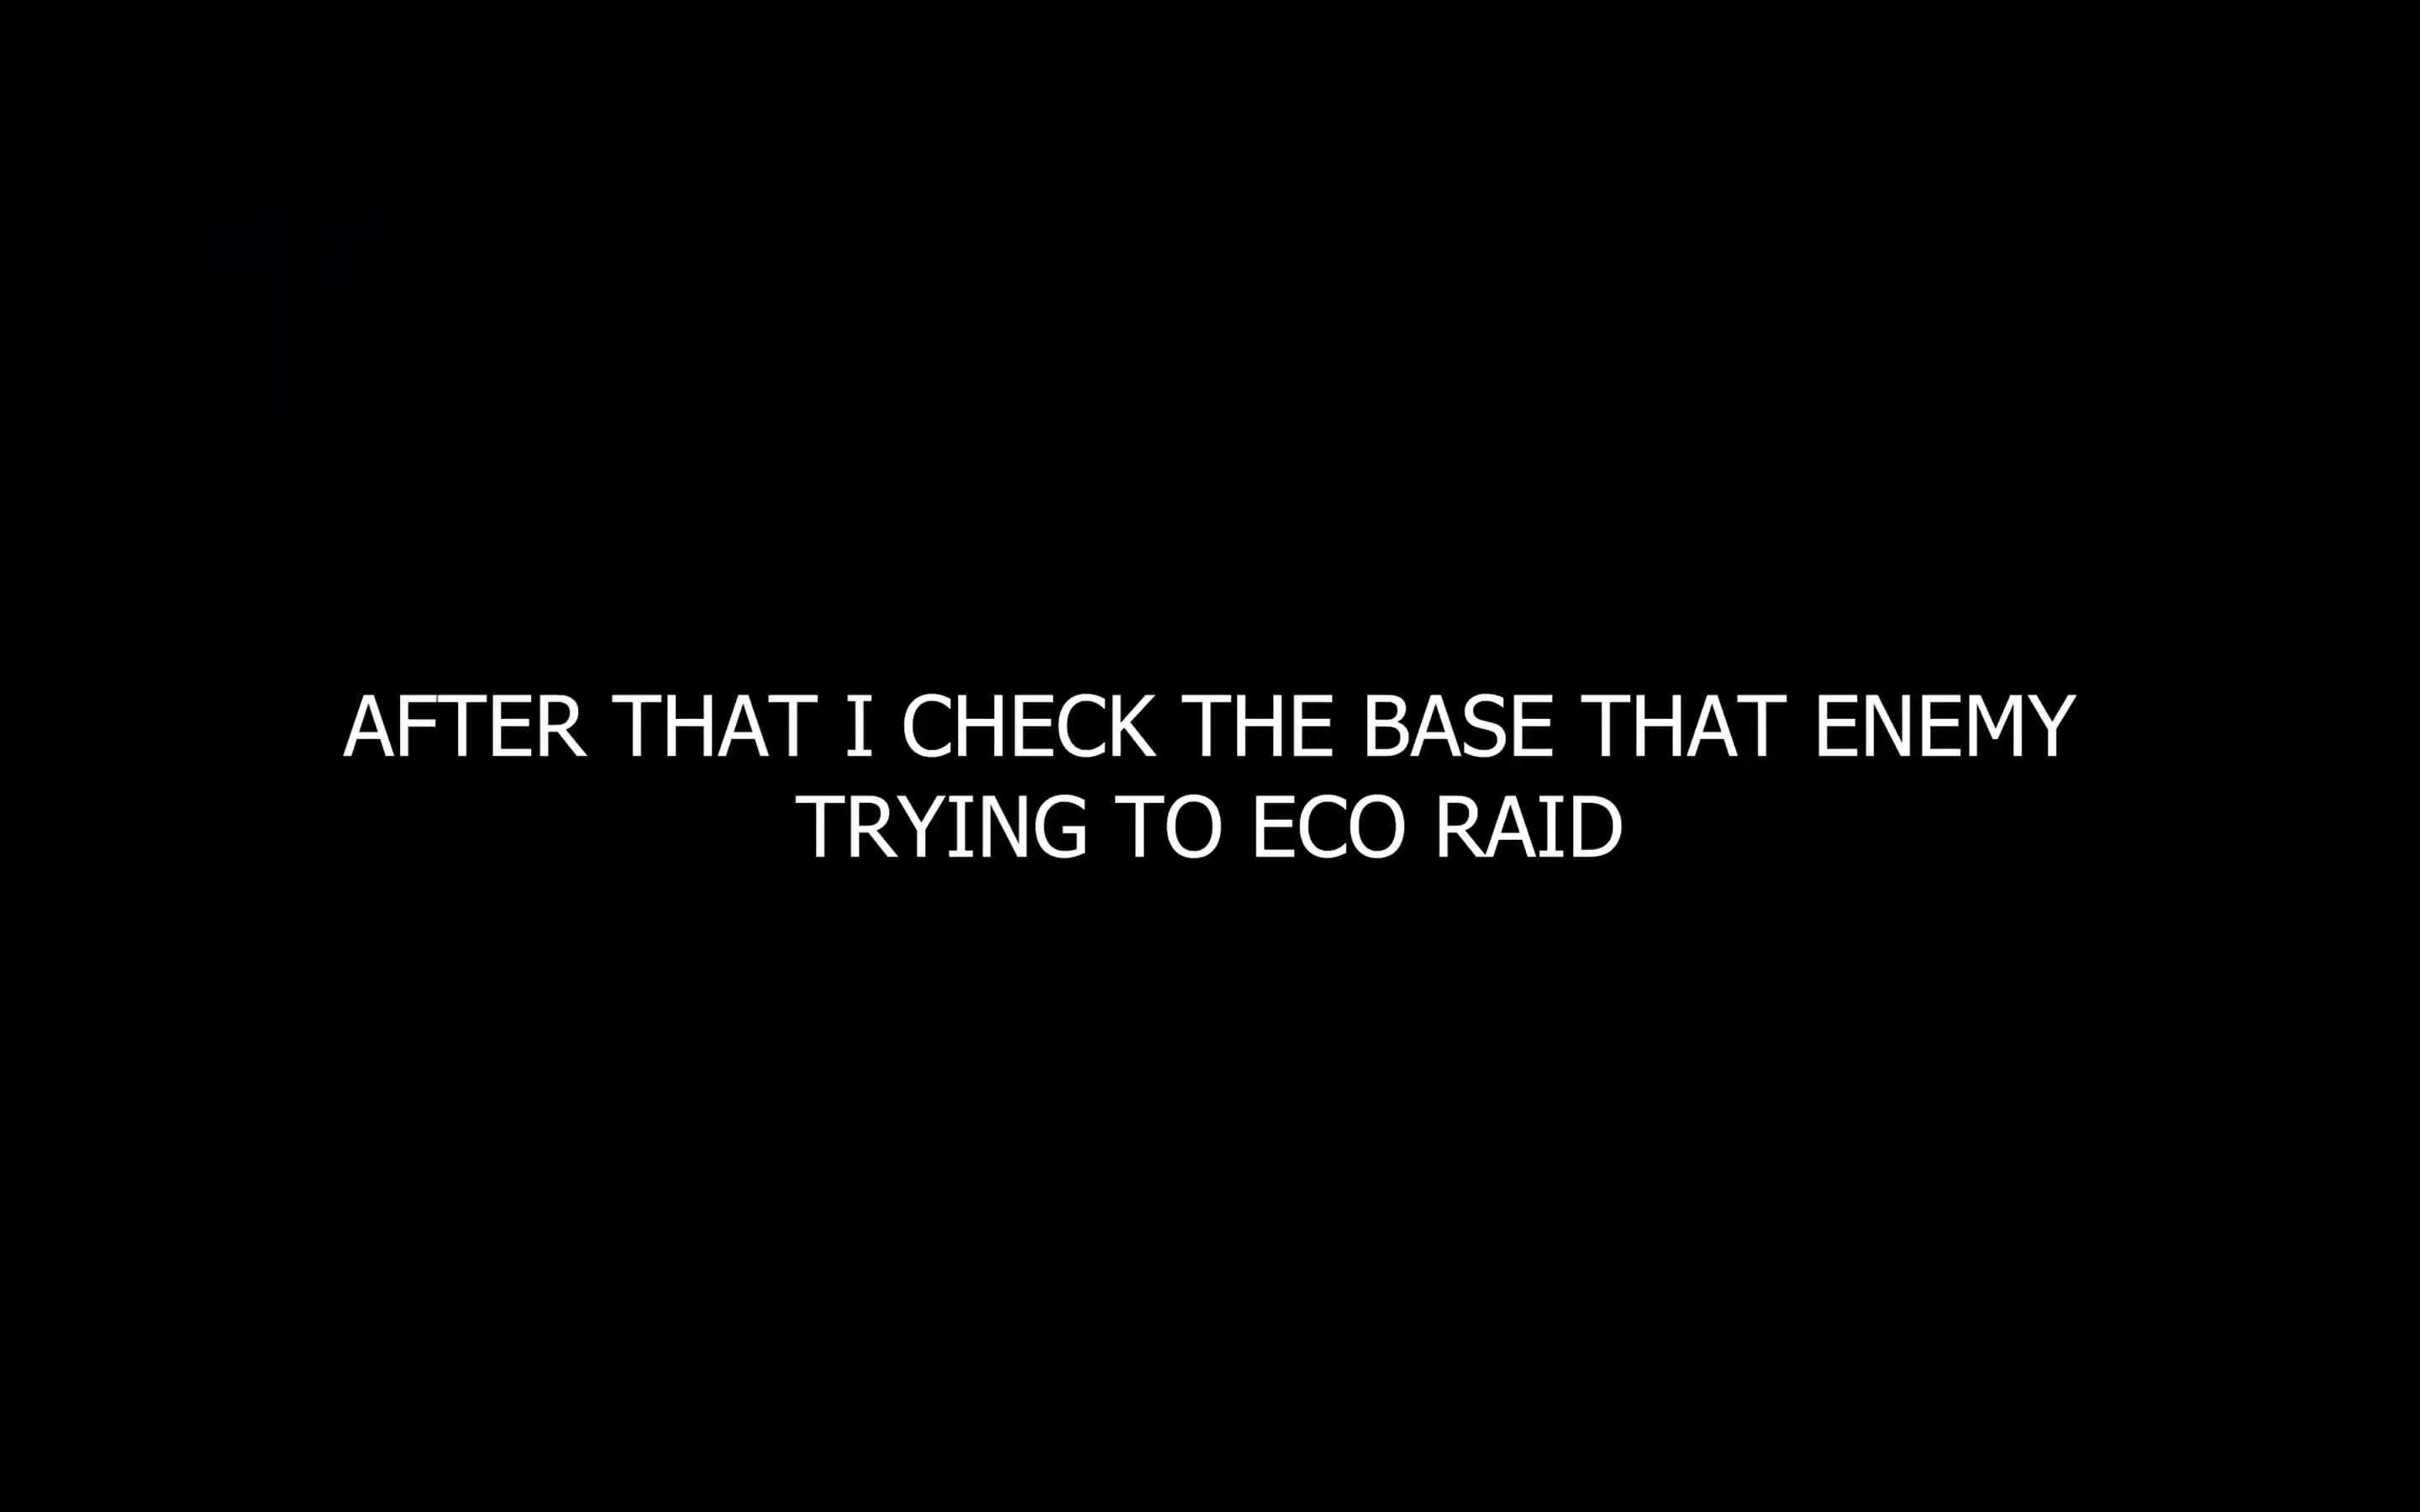 AFTER THAT I CHECK THE BASE THAT ENEMY
TRYING TO ECO RAID